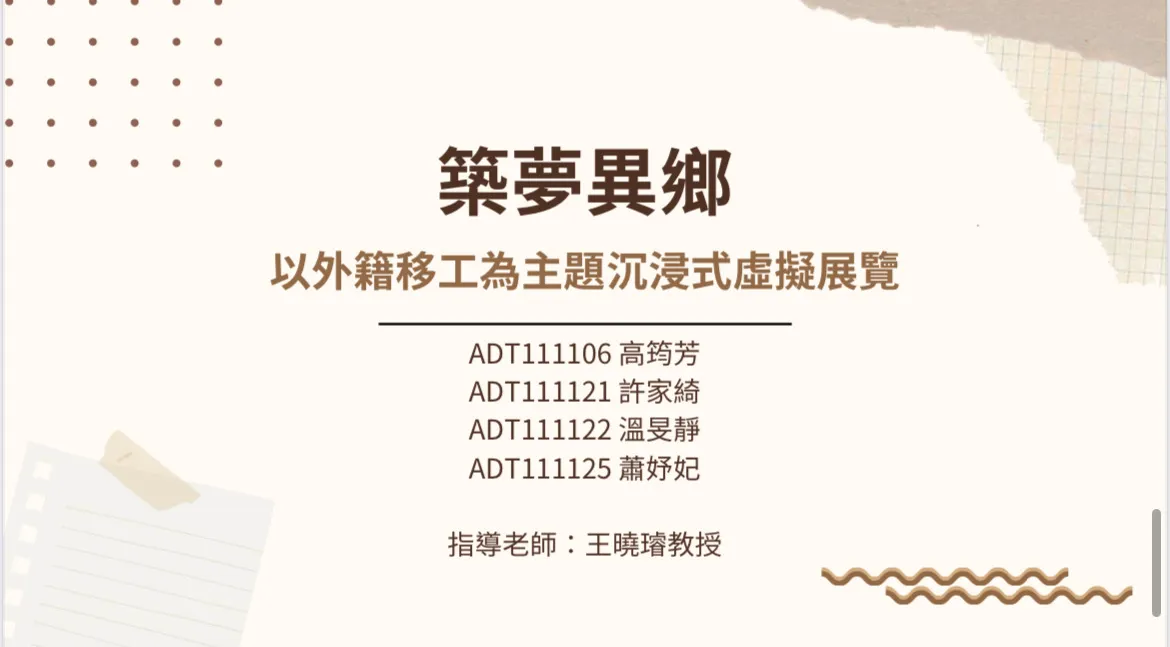 築夢異鄉
以外籍移工為主題沉浸式虛擬展覽
ADT111106 高筠芳
ADT111121 許家綺
ADT111122 溫旻靜
ADT111125 蕭妤妃
指導老師：王曉璿教授